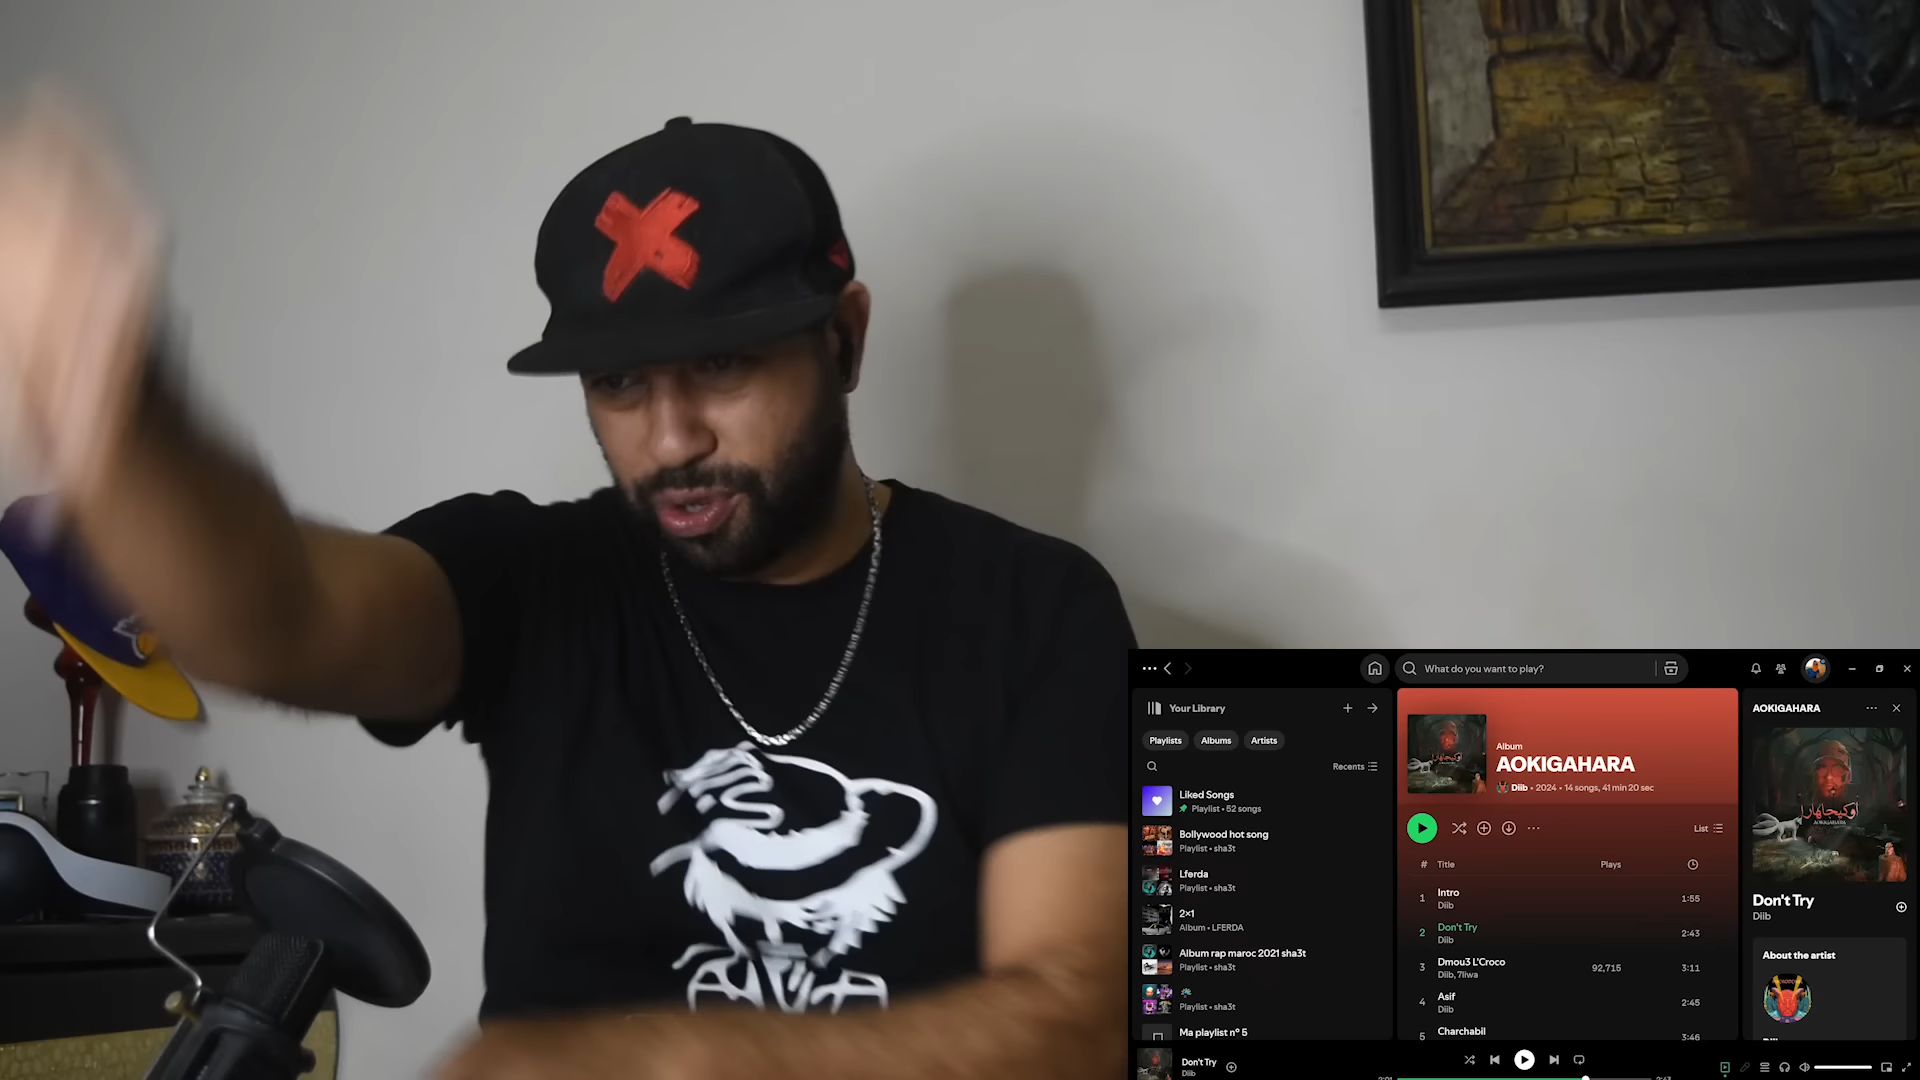 What do you want to play?
Your Library
Playlists
Albums
Artists
Recents
Liked Songs
Playlist • 52 songs
Bollywood hot song
Playlist • sha3t
Lferda
Playlist • sha3t
2×1
Album • LFERDA
Album rap maroc 2021 sha3t
Playlist • sha3t
Playlist • sha3t
Ma playlist n° 5
Album
AOKIGAHARA
Diib • 2024 • 14 songs, 41 min 20 sec
List
# Title Plays
1 Intro 1:55
Diib
2 Don't Try 2:43
Diib
3 Dmou3 L'Croco 92,715 3:11
Diib, 7liwa
4 Asif 2:45
Diib
5 Charchabil 3:46
AOKIGAHARA
أوكيجاهارا
AOKIGAHARA
Don't Try
Diib
About the artist
Don't Try
Diib